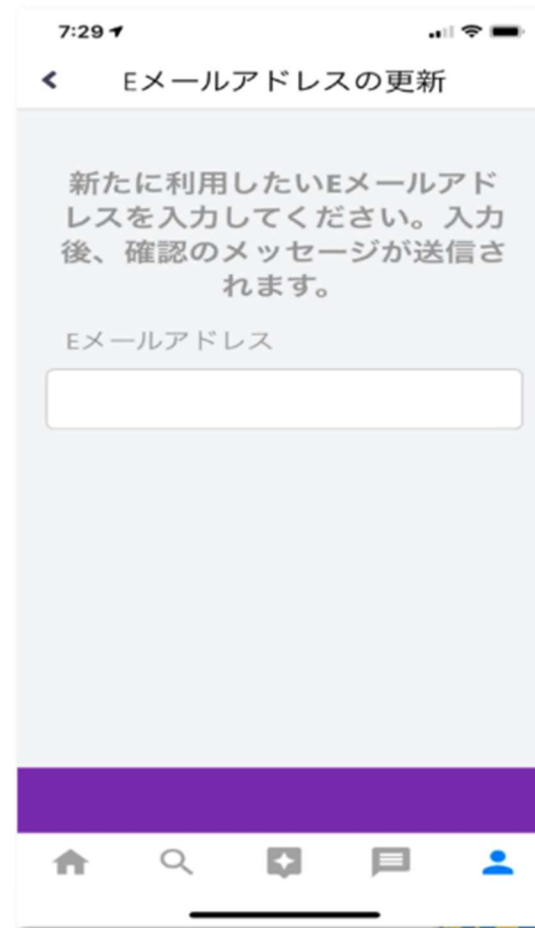 7:29
Eメールアドレスの更新
新たに利用したいEメールアド
レスを入力してください。入力
後、確認のメッセージが送信さ
れます。
Eメールアドレス